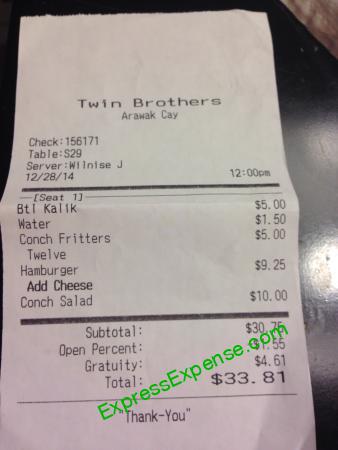 Twin Brothers
Arawak Cay
Check:156171
Table:S29
Server:Wilnise J
12/28/14 12:00pm
[Seat 1]
Btl Kalik $5.00
Water $1.50
Conch Fritters $5.00
Twelve
Hamburger $9.25
Add Cheese
Conch Salad $10.00
Subtotal: $30.75
Open Percent: $1.55
Gratuity: $4.61
Total: $33.81
ExpressExpense.com
Thank-You"